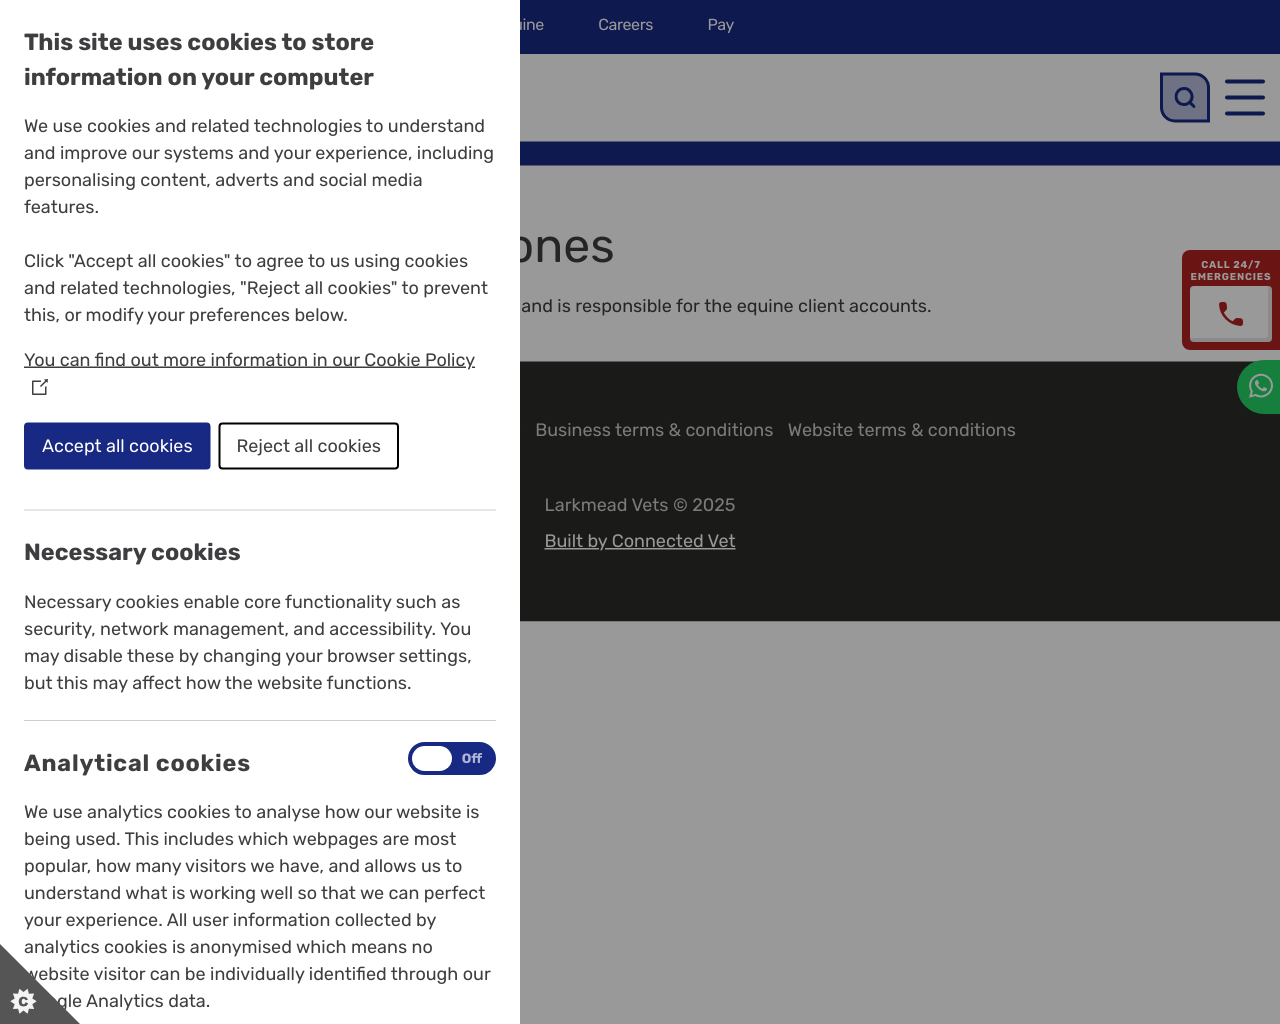 This site uses cookies to store
information on your computer
We use cookies and related technologies to understand
and improve our systems and your experience, including
personalising content, adverts and social media
features.
Click "Accept all cookies" to agree to us using cookies
and related technologies, "Reject all cookies" to prevent
this, or modify your preferences below.
You can find out more information in our Cookie Policy
Accept all cookies
Reject all cookies
Necessary cookies
Necessary cookies enable core functionality such as
security, network management, and accessibility. You
may disable these by changing your browser settings,
but this may affect how the website functions.
Analytical cookies
Off
We use analytics cookies to analyse how our website is
being used. This includes which webpages are most
popular, how many visitors we have, and allows us to
understand what is working well so that we can perfect
your experience. All user information collected by
analytics cookies is anonymised which means no
website visitor can be individually identified through our
Analytics data.
C
Careers
Pay
and is responsible for the equine client accounts.
CALL 24/7
EMERGENCIES
Business terms & conditions
Website terms & conditions
Larkmead Vets © 2025
Built by Connected Vet